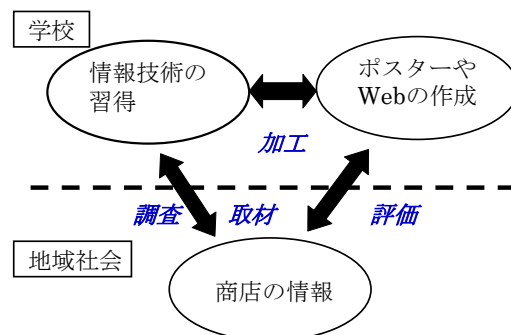 学校
情報技術の
習得
ポスターや
Webの作成
加工
調査
取材
評価
地域社会
商店の情報